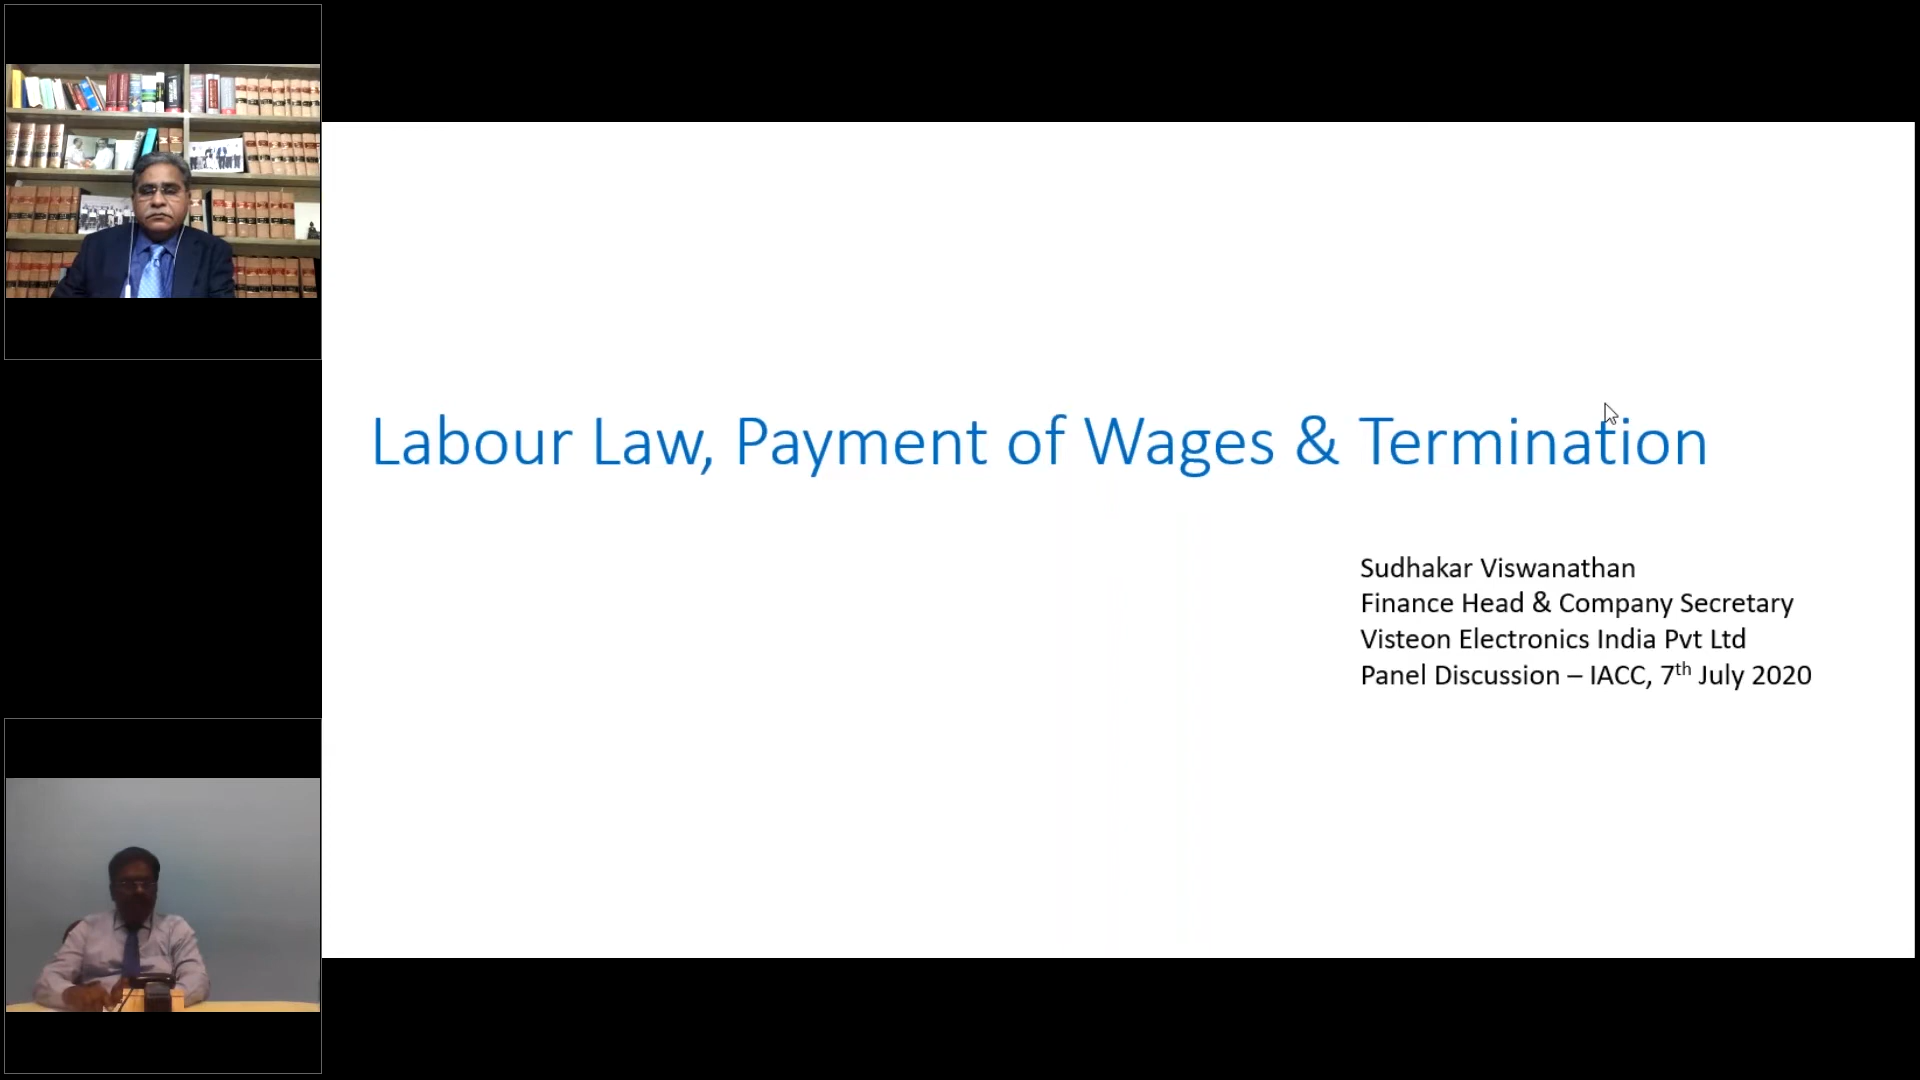 Labour Law, Payment of Wages & Termination
Sudhakar Viswanathan
Finance Head & Company Secretary
Visteon Electronics India Pvt Ltd
Panel Discussion – IACC, 7th July 2020